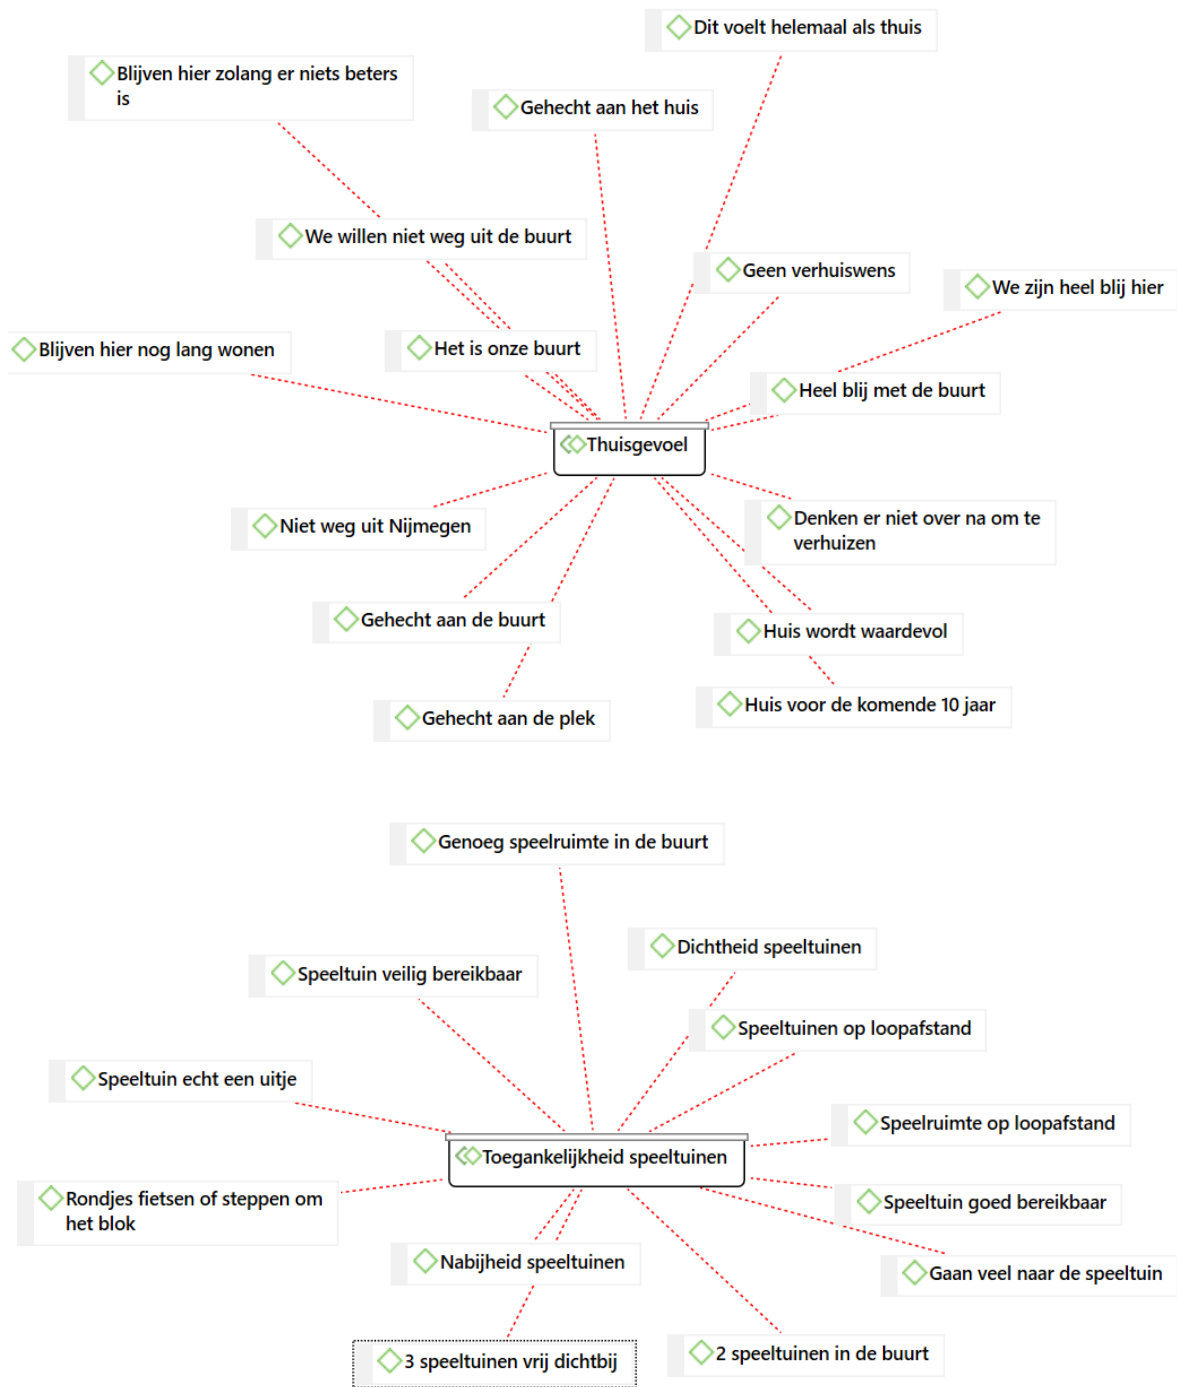 Dit voelt helemaal als thuis
Blijven hier zolang er niets beters
is
Gehecht aan het huis
We willen niet weg uit de buurt
Geen verhuiswens
We zijn heel blij hier
Blijven hier nog lang wonen
Het is onze buurt
Heel blij met de buurt
Thuisgevoel
Niet weg uit Nijmegen
Denken er niet over na om te
verhuizen
Gehecht aan de buurt
Huis wordt waardevol
Gehecht aan de plek
Huis voor de komende 10 jaar
Genoeg speelruimte in de buurt
Dichtheid speeltuinen
Speeltuin veilig bereikbaar
Speeltuinen op loopafstand
Speeltuin echt een uitje
Speelruimte op loopafstand
Toegankelijkheid speeltuinen
Rondjes fietsen of steppen om
het blok
Speeltuin goed bereikbaar
Nabijheid speeltuinen
Gaan veel naar de speeltuin
3 speeltuinen vrij dichtbij
2 speeltuinen in de buurt